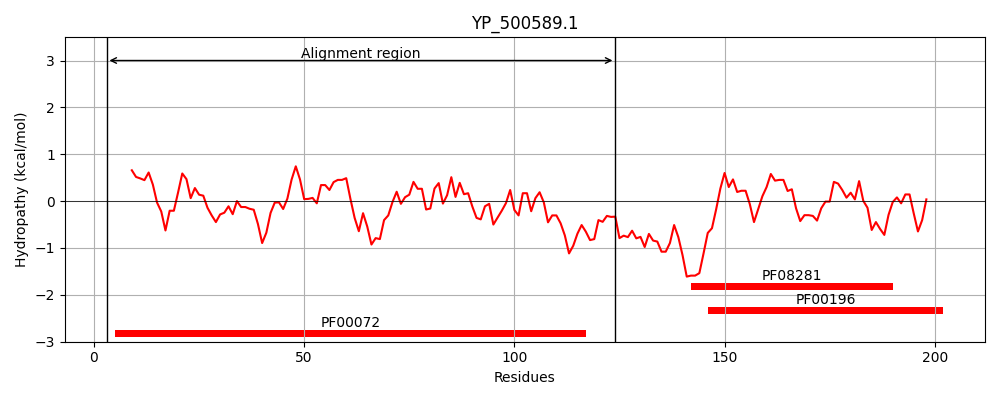 YP_500589.1
Alignment region
3
2
1
0
−1
−2
−3
Hydropathy (kcal/mol)
PF08281
PF00196
PF00072
0
50
100
150
200
Residues